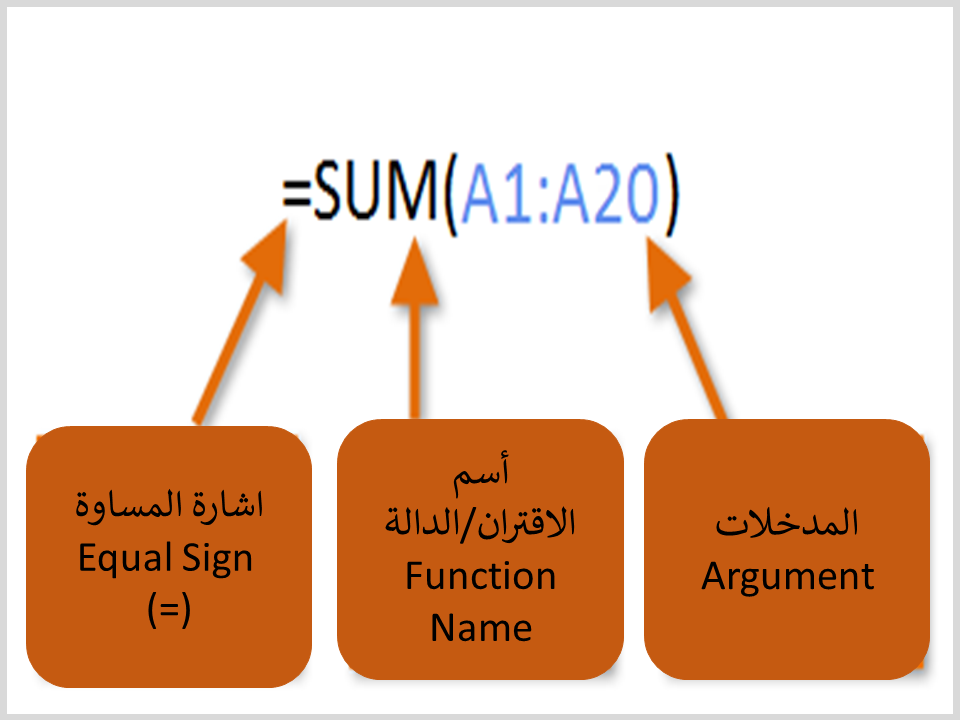 =SUM(A1:A20)
اشارة المساوة
Equal Sign
(=)
أسم
الاقتران/الدالة
Function
Name
المدخلات
Argument